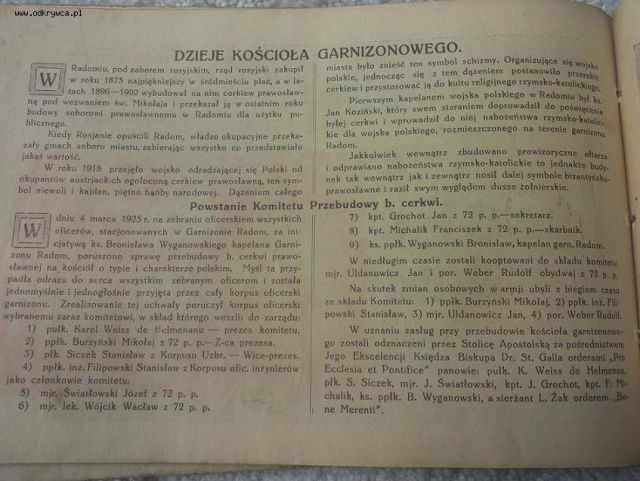 www.odkrywca.pl
DZIEJE KOŚCIOŁA GARNIZONOWEGO.
W Radomiu, pod zaborem rosyjskim, rząd rosyjski zakupił
w roku 1875 najpiękniejszy w śródmieściu plac, a w la-
tach 1896—1902 wybudował na nim cerkiew prawosław-
ną pod wezwaniem św. Mikołaja i przekazał ją w ostatnim roku
budowy soborowi prawosławnemu w Radomiu dla użytku pu-
blicznego.
Kiedy Rosjanie opuścili Radom, władze okupacyjne przeka-
zały gmach soboru miastu, zabierając wszystko co przedstawiało
jakąś wartość.
W roku 1918 przejęło wojsko odradzającej się Polski od
okupantów austrjackich ogołoconą cerkiew prawosławną, ten sym-
bol niewoli i kajdan, piętno hańby narodowej. Dążeniem całego
miasta było znieść ten symbol schizmy. Organizujące się wojsko
polskie, jednocząc się z tem dążeniem postanowiło przerobić
cerkiew i przystosować ją do kultu religijnego rzymsko-katolickiego.
Pierwszym kapelanem wojska polskiego w Radomiu był ks.
Jan Koziński, który swem staraniem doprowadził do poświęcenia
byłej cerkwi i wprowadził do niej nabożeństwa rzymsko-katolic-
kie dla wojska polskiego, rozmieszczonego na terenie garnizonu
Radom.
Jakkolwiek wewnątrz zbudowano prowizoryczne ołtarze
i odprawiano nabożeństwa rzymsko-katolickie to jednakże budy-
nek tak wewnątrz jak i zewnątrz nosił dalej symbole bizantyńsko-
prawosławne i raził swym wyglądem dusze żołnierskie.
Powstanie Komitetu Przebudowy b. cerkwi.
W dniu 4 marca 1925 r. na zebraniu oficerskiem wszystkich
oficerów, stacjonowanych w Garnizonie Radom, za ini-
cjatywą ks. Bronisława Wyganowskiego kapelana Garni-
zonu Radom, poruszono sprawę przebudowy b. cerkwi prawo-
sławnej na kościół o typie i charakterze polskim. Myśl ta przy-
padła odrazu do serca wszystkim zebranym oficerom i została
jednomyślnie i jednogłośnie przyjęta przez cały korpus oficerski
garnizonu. Zrealizowanie tej uchwały poruczył korpus oficerski
wybranemu zaraz komitetowi, w skład którego weszli do zarządu:
1) pułk. Karol Weiss de Helmenanu — prezes komitetu.
2) ppłk. Burzyński Mikołaj z 72 p. p.—Z-ca prezesa.
3) płk. Siczek Stanisław z Korpusu Uzbr. — Wice-prezes.
4) ppłk. inż. Filipowski Stanisław z Korpusu ofic. inżynierów
jako członkowie komitetu:
5) mjr. Światłowski Józef z 72 p. p.
6) mjr. lek. Wójcik Wacław z 72 p. p.
7) kpt. Grochot Jan z 72 p. p.—sekretarz.
8) kpt. Michalik Franciszek z 72 p. p.—skarbnik.
9) ks. ppłk. Wyganowski Bronisław, kapelan garn. Radom.
W niedługim czasie zostali kooptowani do składu komitetu
mjr. Uldanowicz Jan i por. Weber Rudolf obydwaj z 72 p. p.
Na skutek zmian osobowych w armji ubyli z biegiem czasu
ze składu Komitetu: 1) ppłk. Burzyński Mikołaj, 2) ppłk. inż. Fili-
powski Stanisław, 3) mjr. Uldanowicz Jan, 4) por. Weber Rudolf.
W uznaniu zasług przy przebudowie kościoła garnizonowe-
go zostali odznaczeni przez Stolicę Apostolską za pośrednictwem
Jego Ekscelencji Księdza Biskupa Dr. St. Galla orderami „Pro
Ecclesia et Pontifice” panowie: pułk. K. Weiss de Helmenau,
płk. S. Siczek, mjr. J. Światłowski, kpt. J. Grochot, kpt. F. Mi-
chalik, ks. ppłk. B. Wyganowski, a sierżant L. Żak orderem „Be-
ne Merenti”.